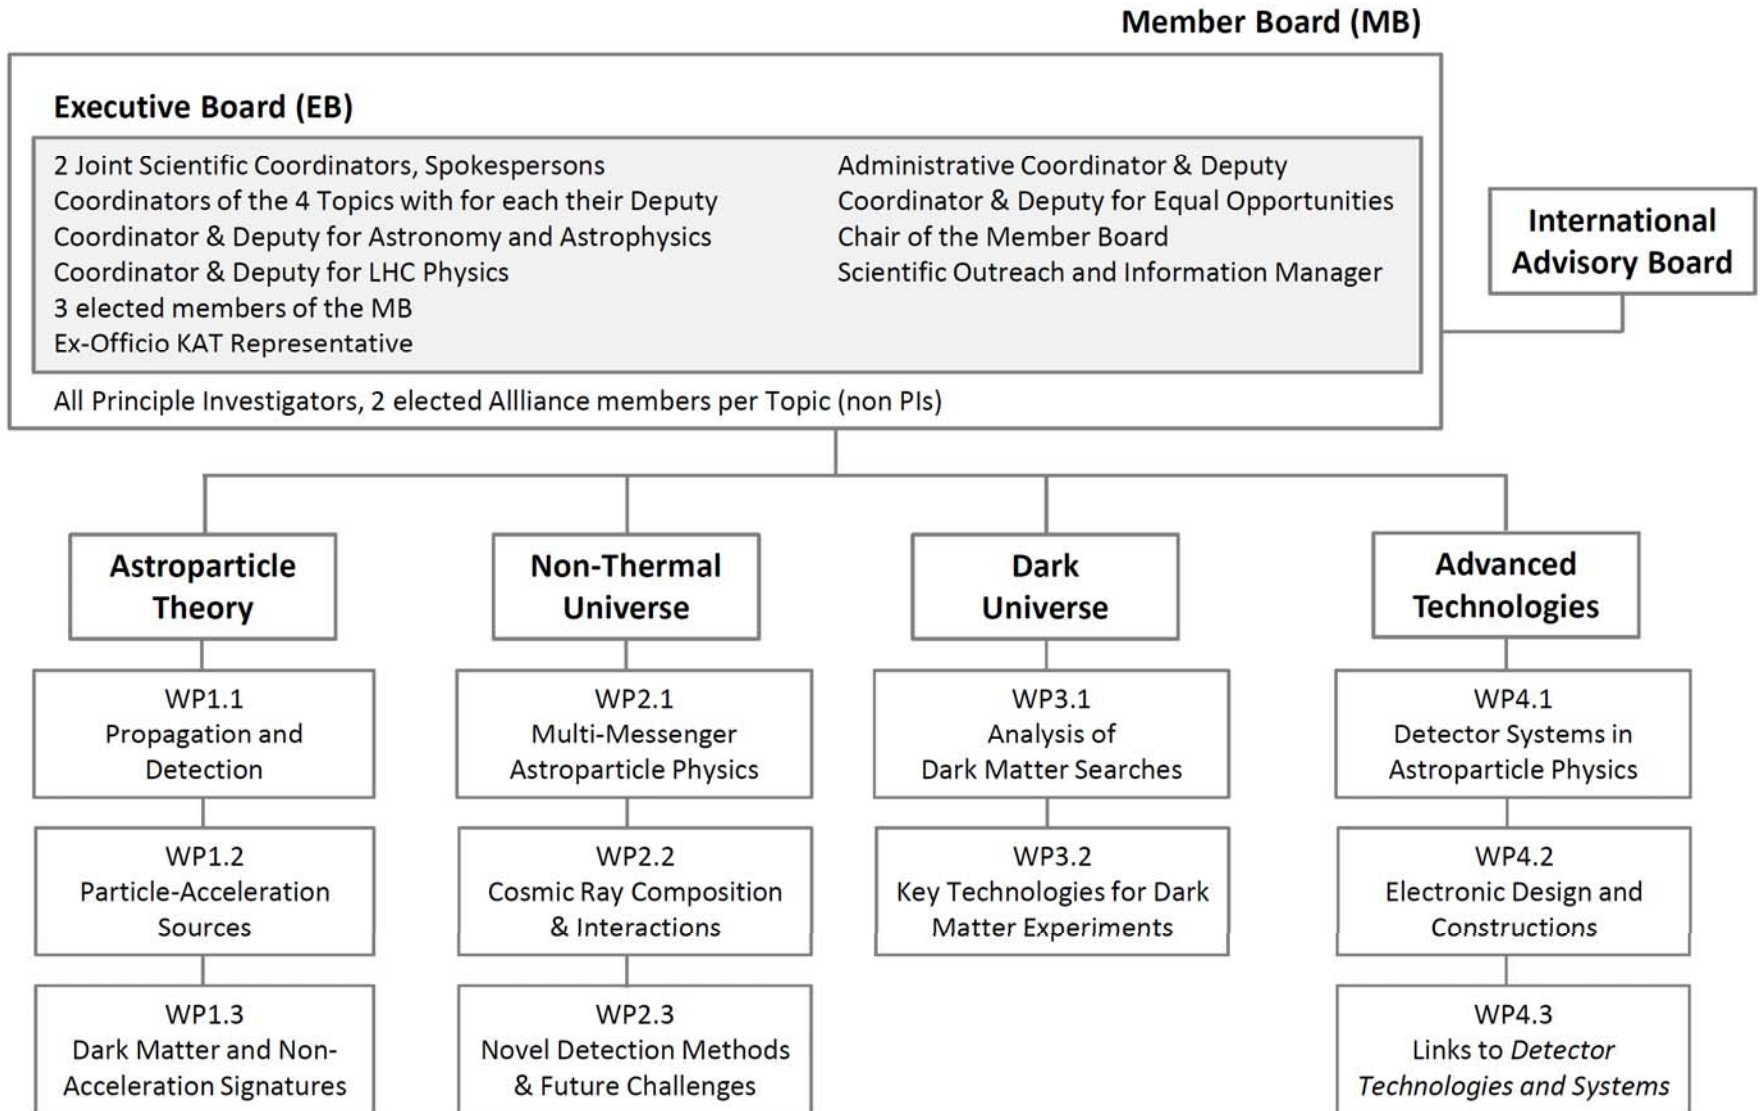 Member Board (MB)
Executive Board (EB)
2 Joint Scientific Coordinators, Spokespersons
Coordinators of the 4 Topics with for each their Deputy
Coordinator & Deputy for Astronomy and Astrophysics
Coordinator & Deputy for LHC Physics
3 elected members of the MB
Ex-Officio KAT Representative
Administrative Coordinator & Deputy
Coordinator & Deputy for Equal Opportunities
Chair of the Member Board
Scientific Outreach and Information Manager
All Principle Investigators, 2 elected Allliance members per Topic (non PIs)
International
Advisory Board
Astroparticle
Theory
WP1.1
Propagation and
Detection
WP1.2
Particle-Acceleration
Sources
WP1.3
Dark Matter and Non-
Acceleration Signatures
Non-Thermal
Universe
WP2.1
Multi-Messenger
Astroparticle Physics
WP2.2
Cosmic Ray Composition
& Interactions
WP2.3
Novel Detection Methods
& Future Challenges
Dark
Universe
WP3.1
Analysis of
Dark Matter Searches
WP3.2
Key Technologies for Dark
Matter Experiments
Advanced
Technologies
WP4.1
Detector Systems in
Astroparticle Physics
WP4.2
Electronic Design and
Constructions
WP4.3
Links to Detector
Technologies and Systems